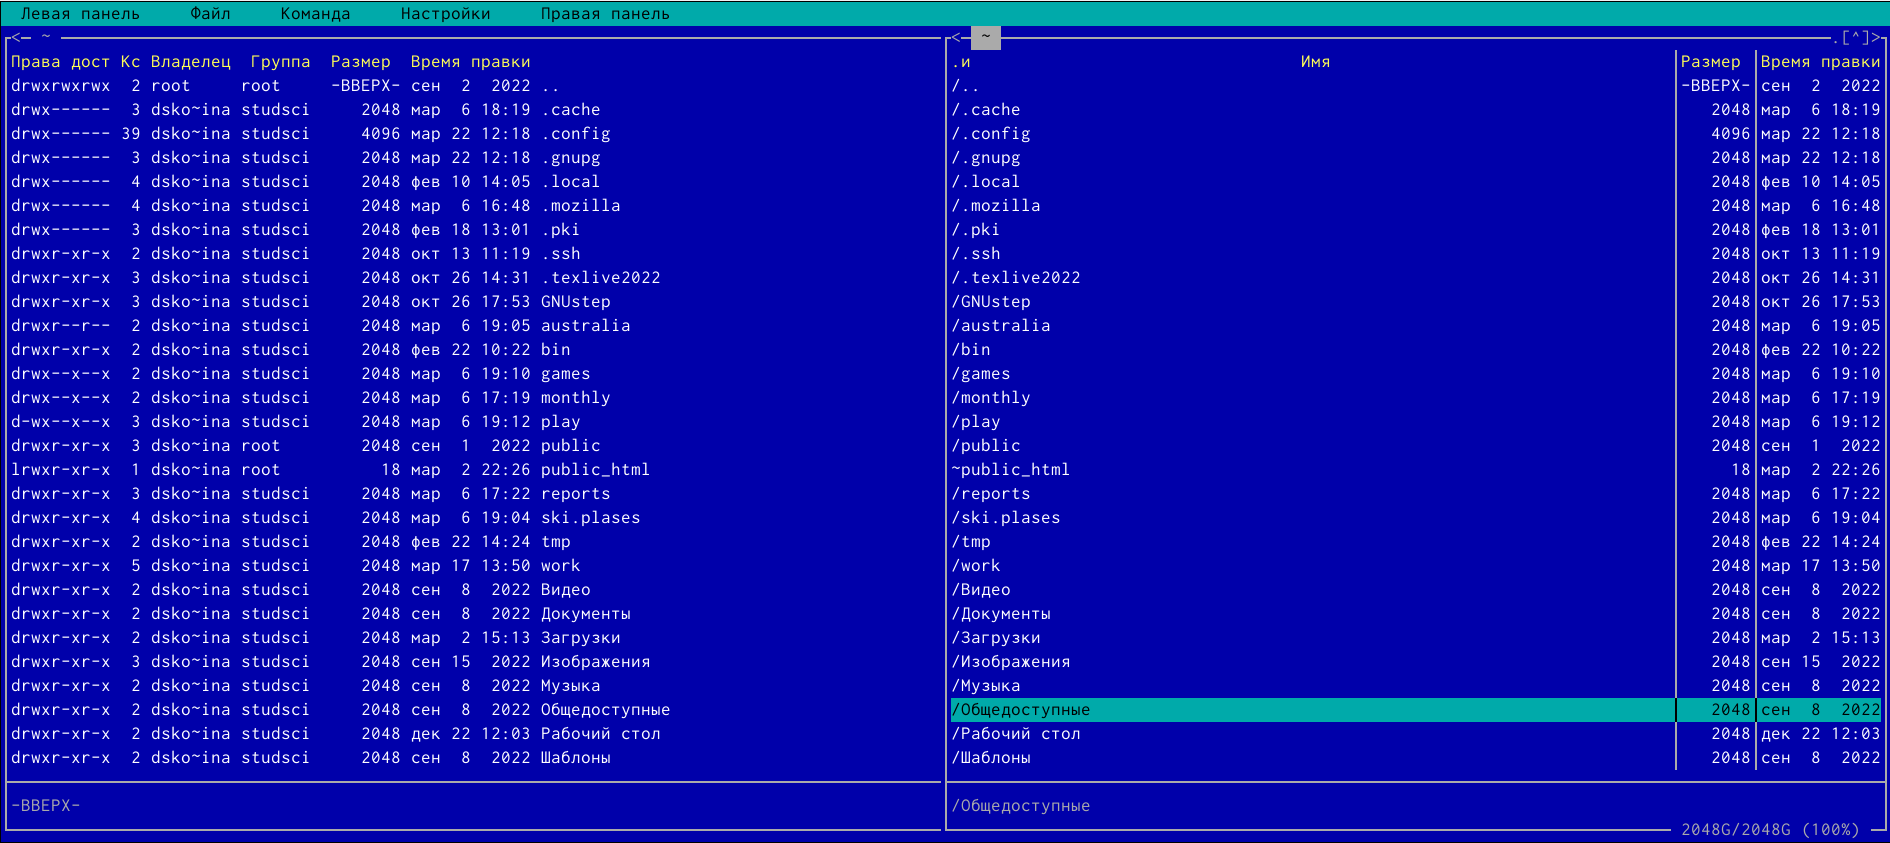 Левая панель Файл Команда Настройки Правая панель
<─ ~ <─ ~ .[^]>
Права дост Кс Владелец Группа Размер Время правки .и Имя Размер Время правки
drwxrwxrwx 2 root root -ВВЕРХ- сен 2 2022 .. /.. -ВВЕРХ- сен 2 2022
drwx------ 3 dsko~ina studsci 2048 мар 6 18:19 .cache /.cache 2048 мар 6 18:19
drwx------ 39 dsko~ina studsci 4096 мар 22 12:18 .config /.config 4096 мар 22 12:18
drwx------ 3 dsko~ina studsci 2048 мар 22 12:18 .gnupg /.gnupg 2048 мар 22 12:18
drwx------ 4 dsko~ina studsci 2048 фев 10 14:05 .local /.local 2048 фев 10 14:05
drwx------ 4 dsko~ina studsci 2048 мар 6 16:48 .mozilla /.mozilla 2048 мар 6 16:48
drwx------ 3 dsko~ina studsci 2048 фев 18 13:01 .pki /.pki 2048 фев 18 13:01
drwxr-xr-x 2 dsko~ina studsci 2048 окт 13 11:19 .ssh /.ssh 2048 окт 13 11:19
drwxr-xr-x 3 dsko~ina studsci 2048 окт 26 14:31 .texlive2022 /.texlive2022 2048 окт 26 14:31
drwxr-xr-x 3 dsko~ina studsci 2048 окт 26 17:53 GNUstep /GNUstep 2048 окт 26 17:53
drwxr--r-- 2 dsko~ina studsci 2048 мар 6 19:05 australia /australia 2048 мар 6 19:05
drwxr-xr-x 2 dsko~ina studsci 2048 фев 22 10:22 bin /bin 2048 фев 22 10:22
drwx--x--x 2 dsko~ina studsci 2048 мар 6 19:10 games /games 2048 мар 6 19:10
drwx--x--x 2 dsko~ina studsci 2048 мар 6 17:19 monthly /monthly 2048 мар 6 17:19
d-wx--x--x 3 dsko~ina studsci 2048 мар 6 19:12 play /play 2048 мар 6 19:12
drwxr-xr-x 3 dsko~ina root 2048 сен 1 2022 public /public 2048 сен 1 2022
lrwxr-xr-x 1 dsko~ina root 18 мар 2 22:26 public_html ~public_html 18 мар 2 22:26
drwxr-xr-x 3 dsko~ina studsci 2048 мар 6 17:22 reports /reports 2048 мар 6 17:22
drwxr-xr-x 4 dsko~ina studsci 2048 мар 6 19:04 ski.plases /ski.plases 2048 мар 6 19:04
drwxr-xr-x 2 dsko~ina studsci 2048 фев 22 14:24 tmp /tmp 2048 фев 22 14:24
drwxr-xr-x 5 dsko~ina studsci 2048 мар 17 13:50 work /work 2048 мар 17 13:50
drwxr-xr-x 2 dsko~ina studsci 2048 сен 8 2022 Видео /Видео 2048 сен 8 2022
drwxr-xr-x 2 dsko~ina studsci 2048 сен 8 2022 Документы /Документы 2048 сен 8 2022
drwxr-xr-x 2 dsko~ina studsci 2048 мар 2 15:13 Загрузки /Загрузки 2048 мар 2 15:13
drwxr-xr-x 3 dsko~ina studsci 2048 сен 15 2022 Изображения /Изображения 2048 сен 15 2022
drwxr-xr-x 2 dsko~ina studsci 2048 сен 8 2022 Музыка /Музыка 2048 сен 8 2022
drwxr-xr-x 2 dsko~ina studsci 2048 сен 8 2022 Общедоступные /Общедоступные 2048 сен 8 2022
drwxr-xr-x 2 dsko~ina studsci 2048 дек 22 12:03 Рабочий стол /Рабочий стол 2048 дек 22 12:03
drwxr-xr-x 2 dsko~ina studsci 2048 сен 8 2022 Шаблоны /Шаблоны 2048 сен 8 2022
-ВВЕРХ- /Общедоступные
2048G/2048G (100%)